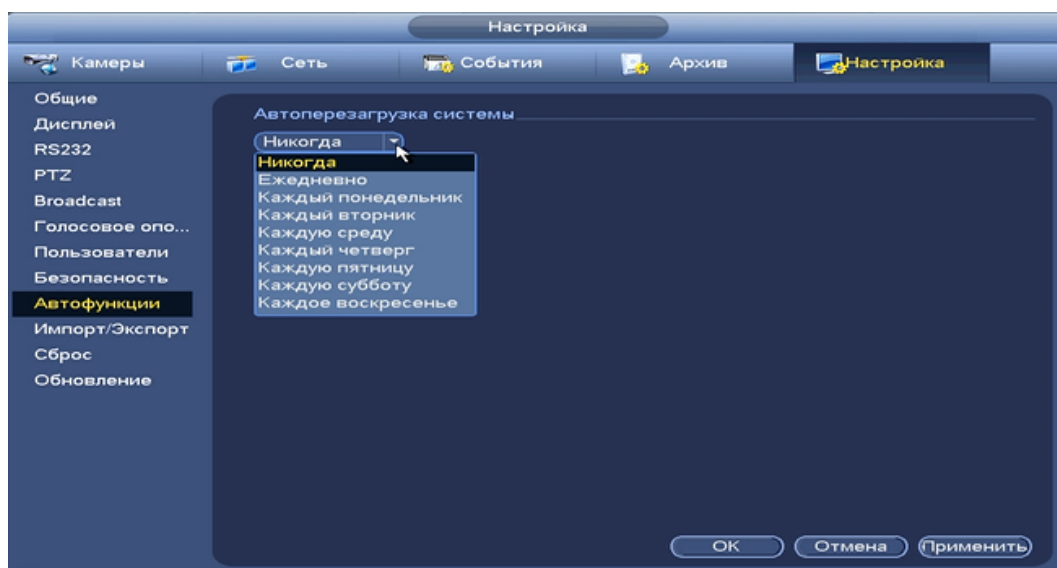 Настройка
Камеры
Сеть
События
Архив
Настройка
Общие
Дисплей
RS232
PTZ
Broadcast
Голосовое опо...
Пользователи
Безопасность
Автофункции
Импорт/Экспорт
Сброс
Обновление
Автоперезагрузка системы
Никогда
Никогда
Ежедневно
Каждый понедельник
Каждый вторник
Каждую среду
Каждый четверг
Каждую пятницу
Каждую субботу
Каждое воскресенье
OK
Отмена
Применить